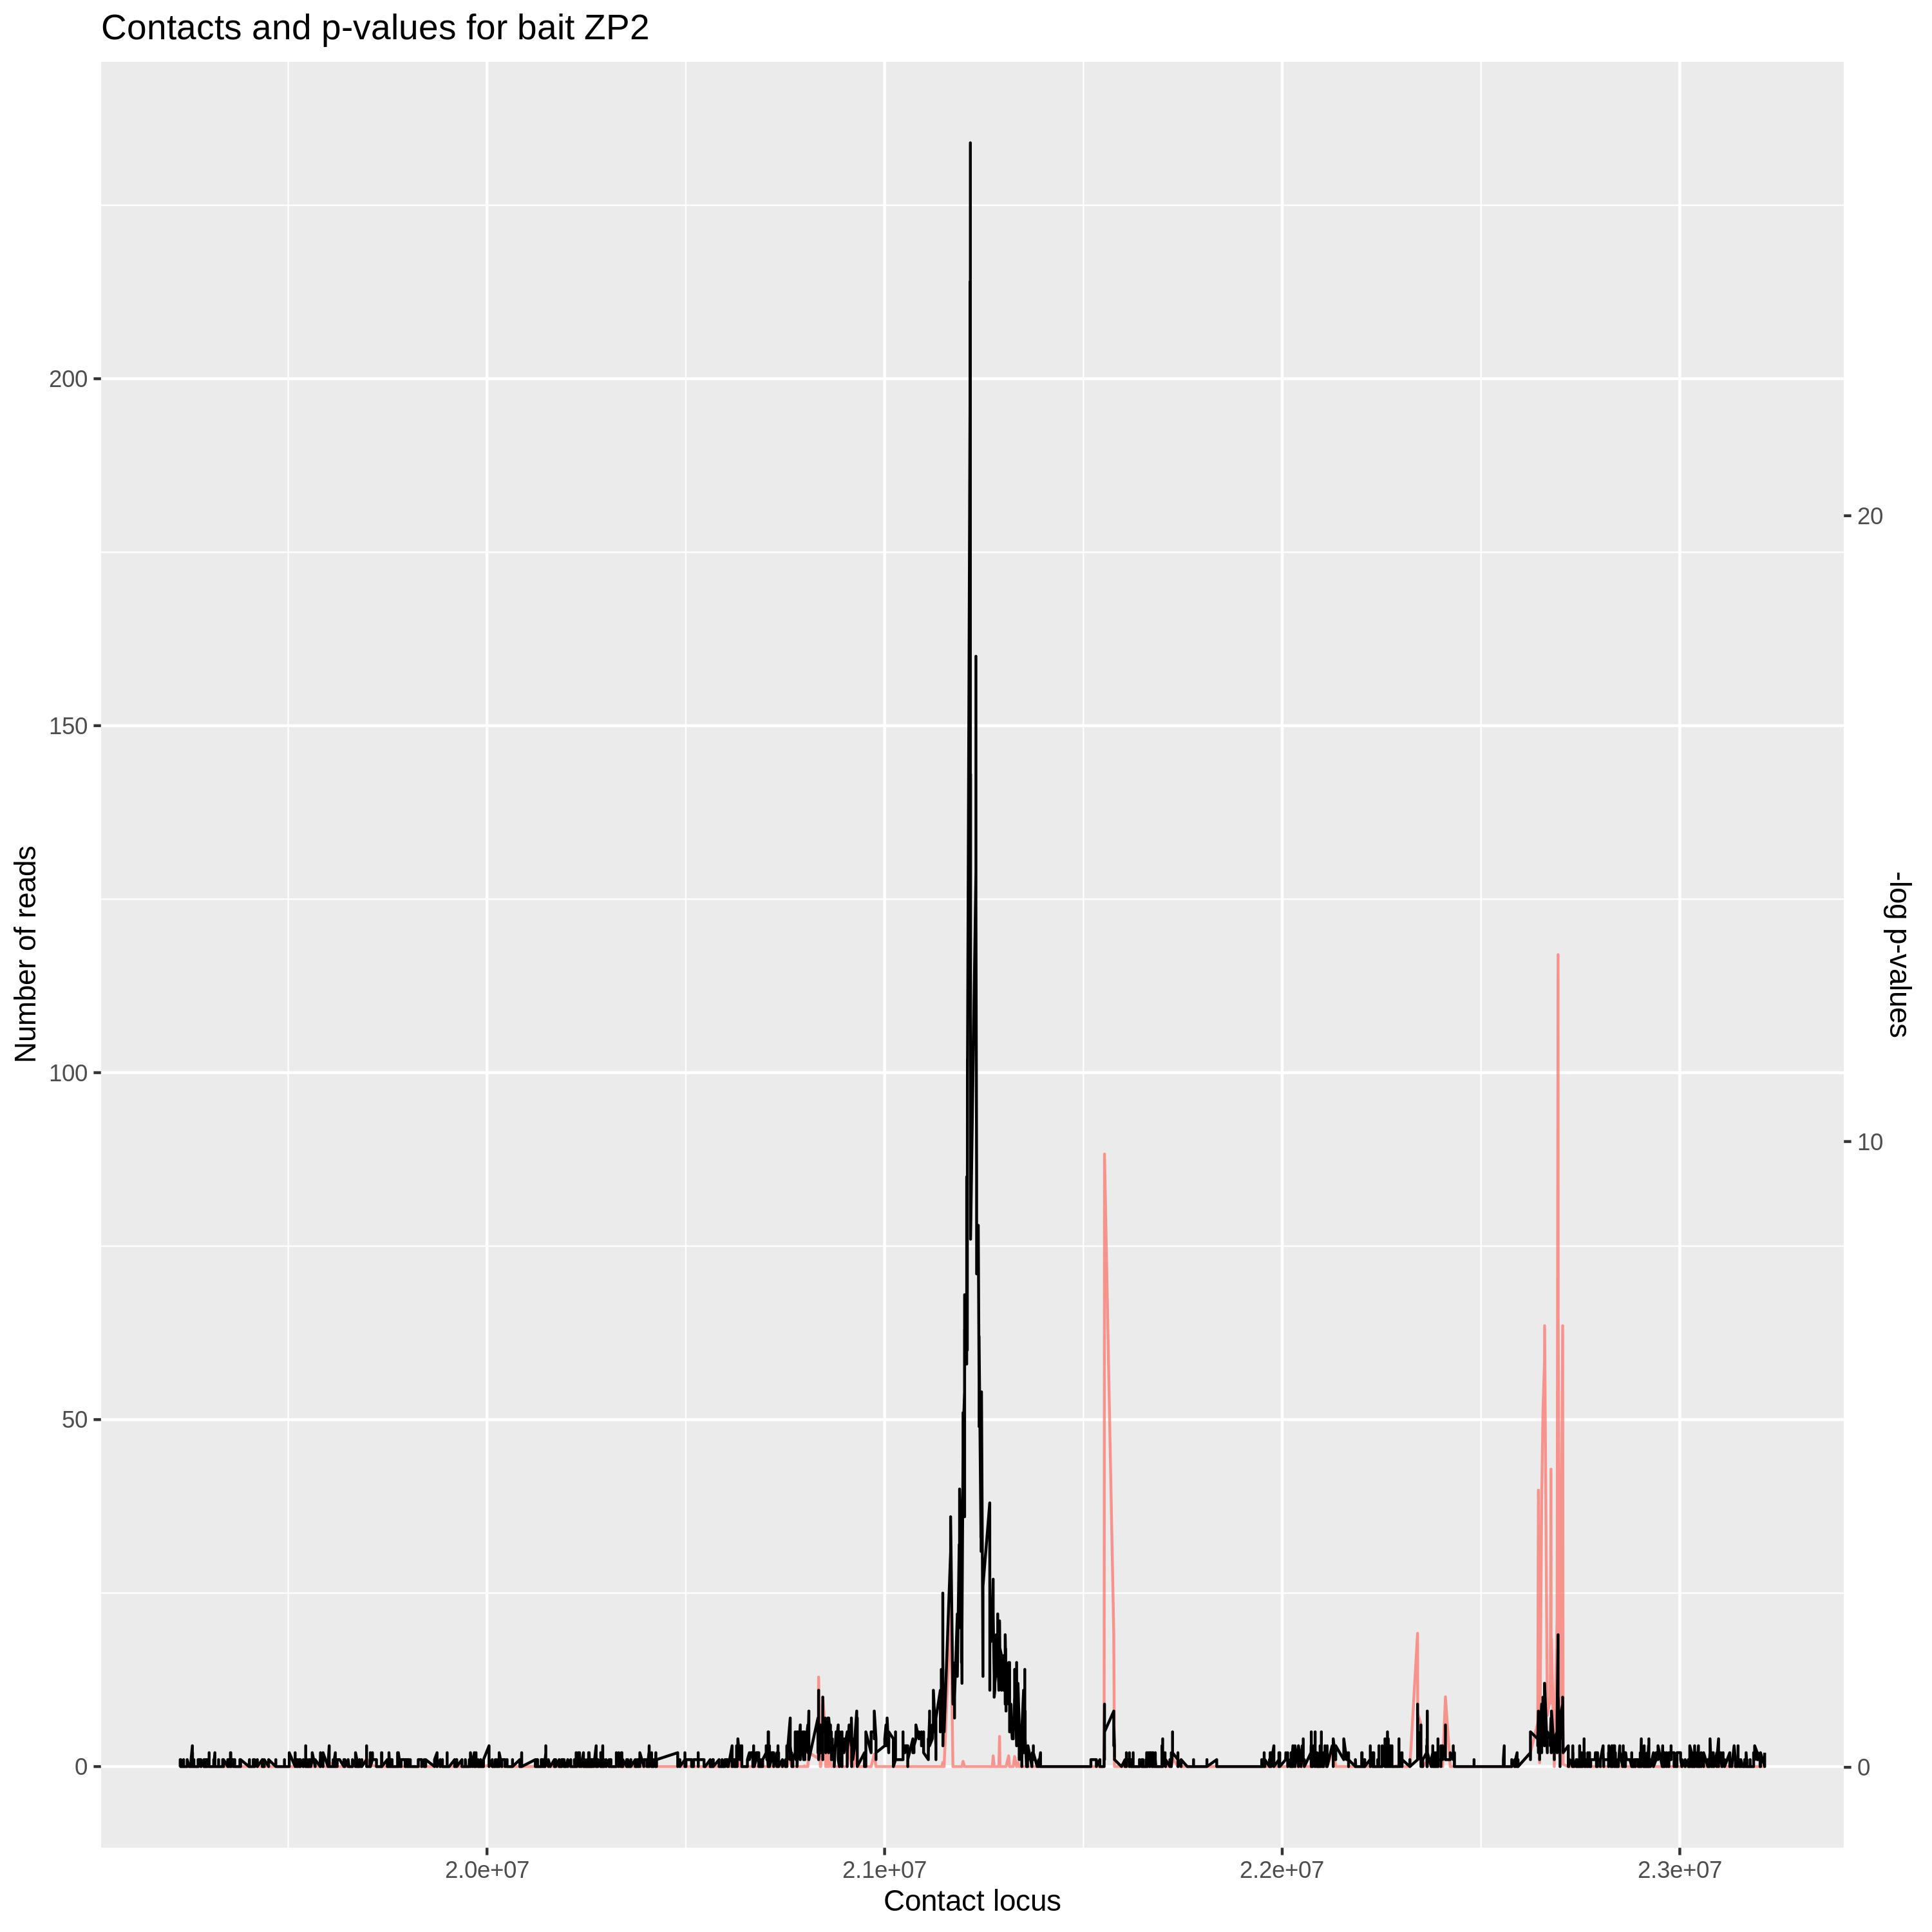 Contacts and p-values for bait ZP2
Number of reads
200
150
100
50
0
20
10
0
-log p-values
2.0e+07
2.1e+07
2.2e+07
2.3e+07
Contact locus